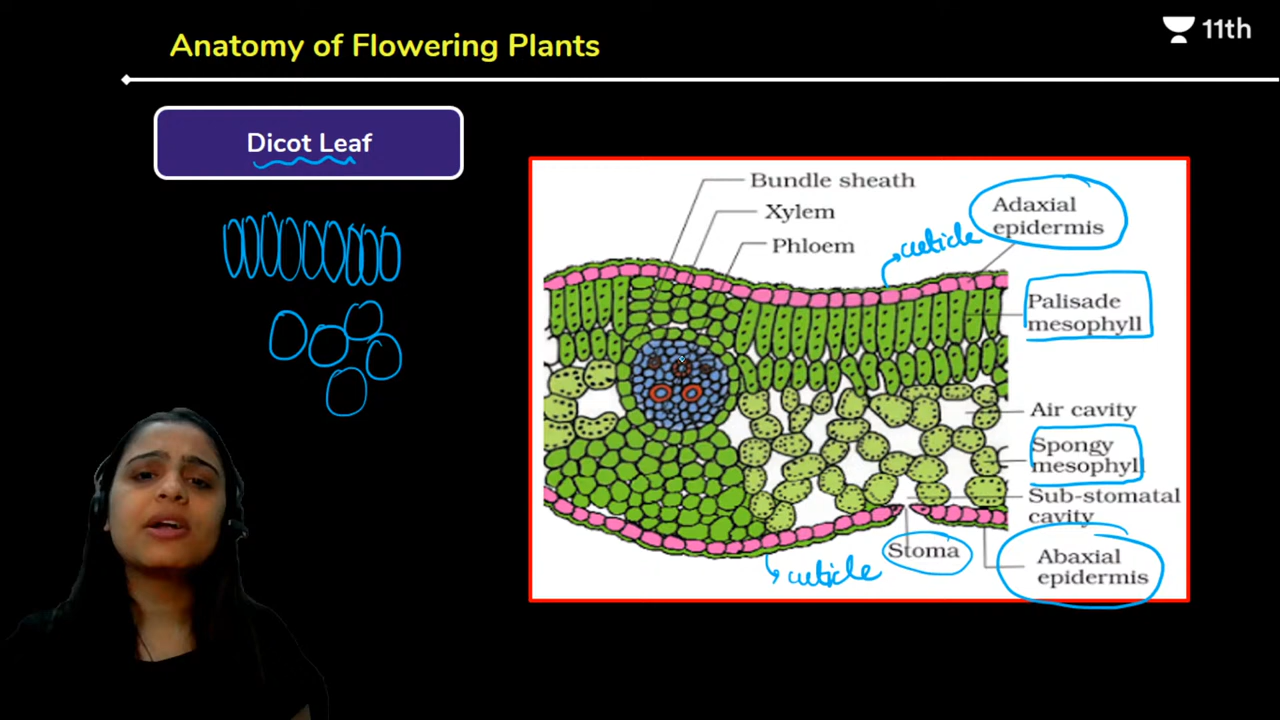 Anatomy of Flowering Plants
11th
Dicot Leaf
Bundle sheath
Xylem
Phloem
Adaxial
epidermis
cuticle
Palisade
mesophyll
Air cavity
Spongy
mesophyll
Sub-stomatal
cavity
Stoma
Abaxial
epidermis
cuticle